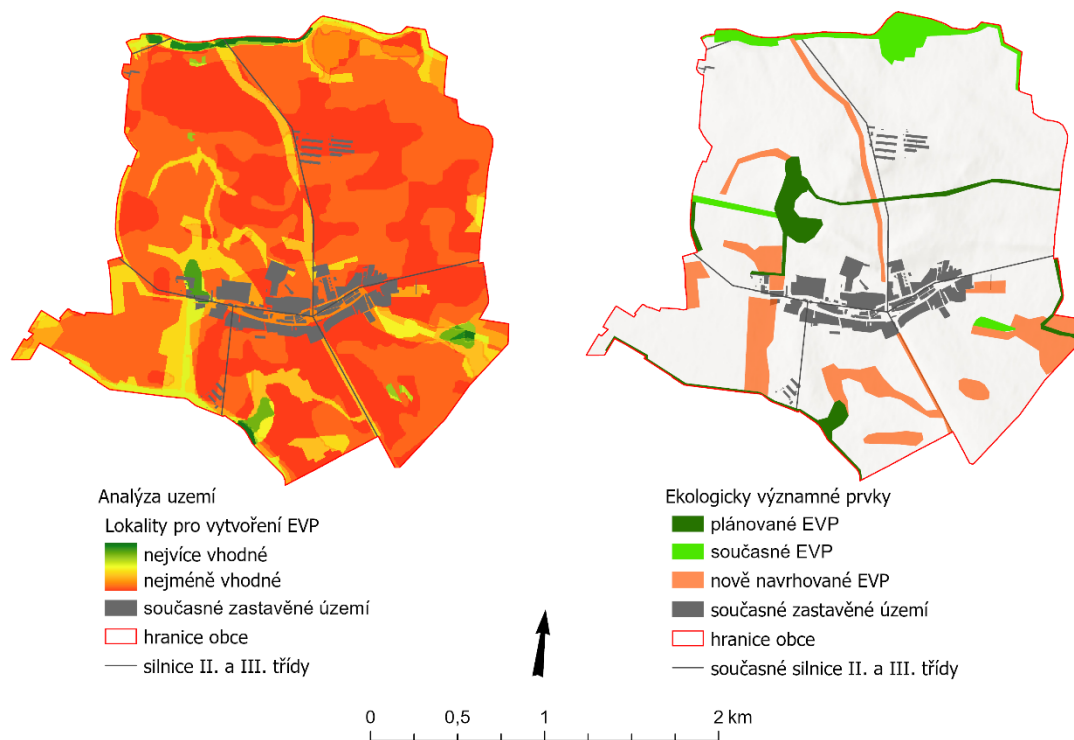 Analýza uzemí
Lokality pro vytvoření EVP
nejvíce vhodné
nejméně vhodné
současné zastavěné území
hranice obce
silnice II. a III. třídy
Ekologicky významné prvky
plánované EVP
současné EVP
nově navrhované EVP
současné zastavěné území
hranice obce
současné silnice II. a III. třídy
0 0,5 1 2 km